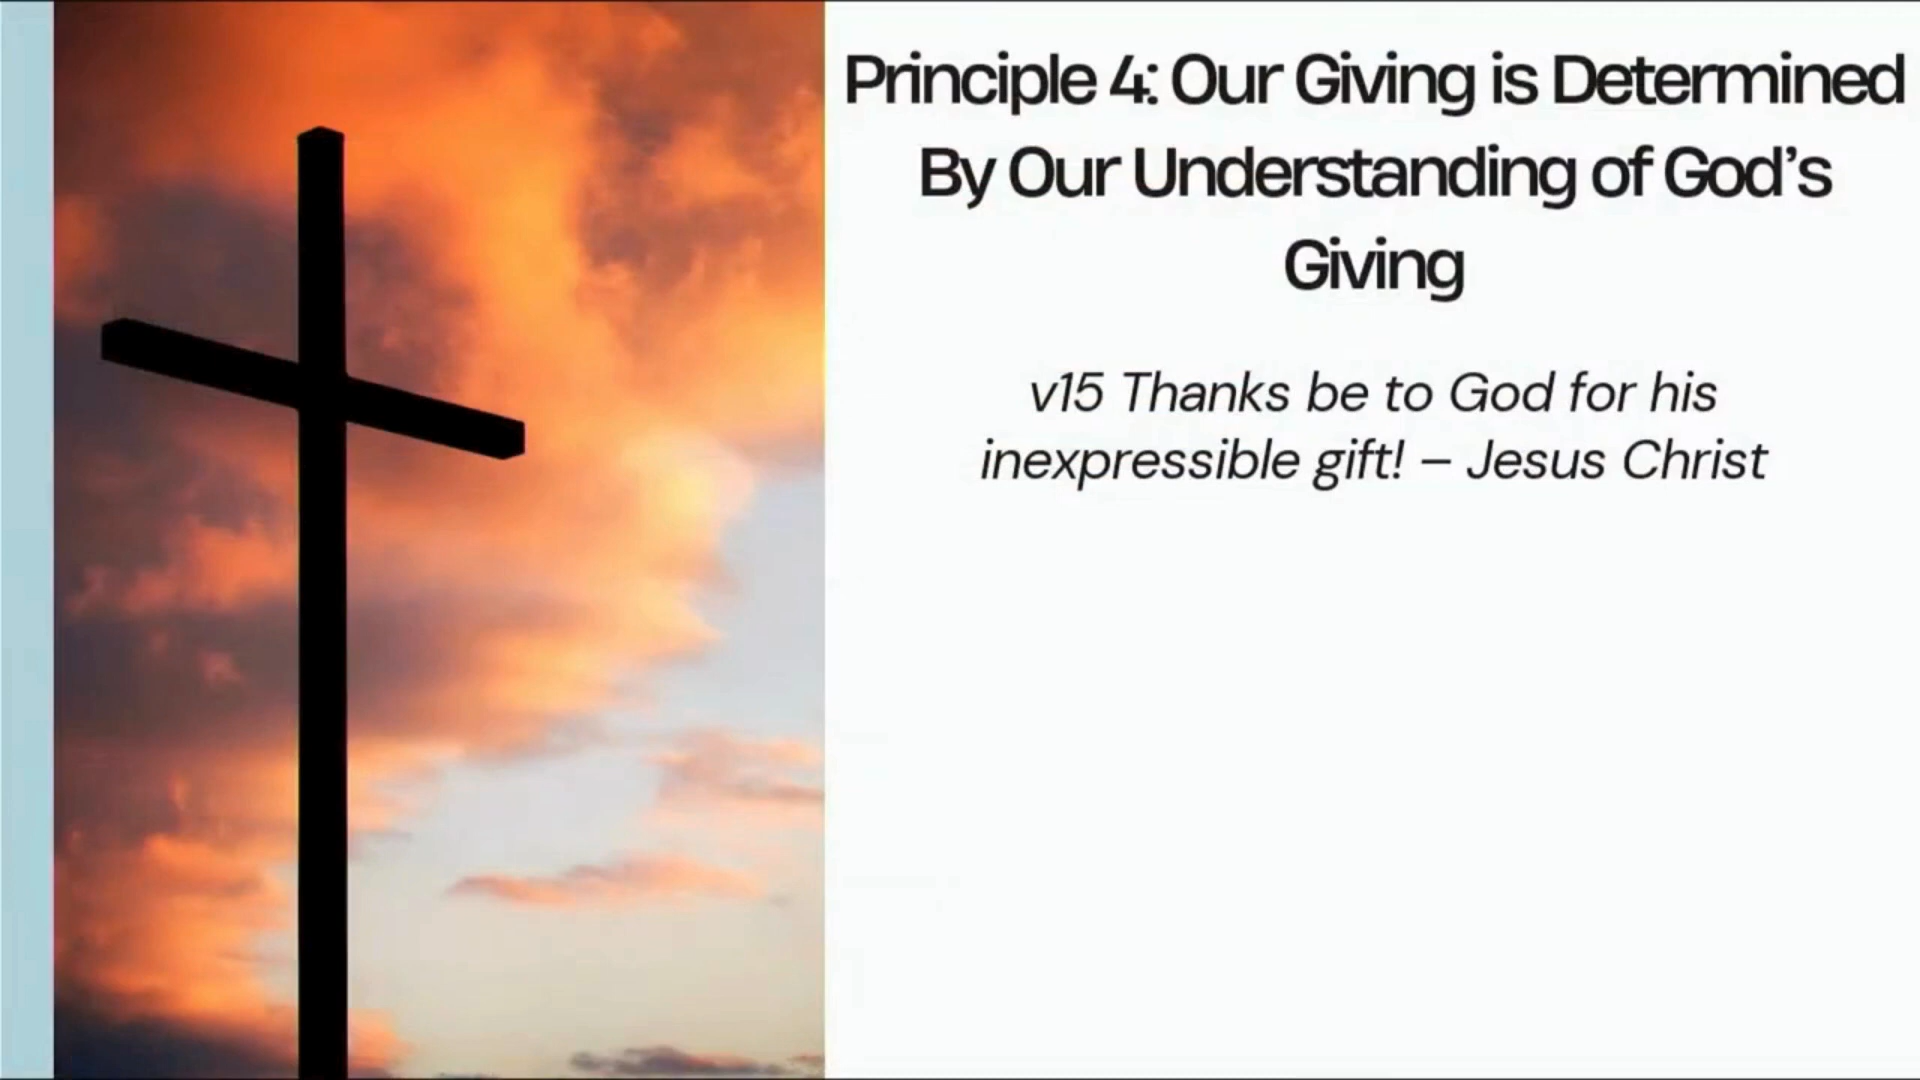 Principle 4: Our Giving is Determined
By Our Understanding of God’s
Giving
v15 Thanks be to God for his
inexpressible gift! – Jesus Christ